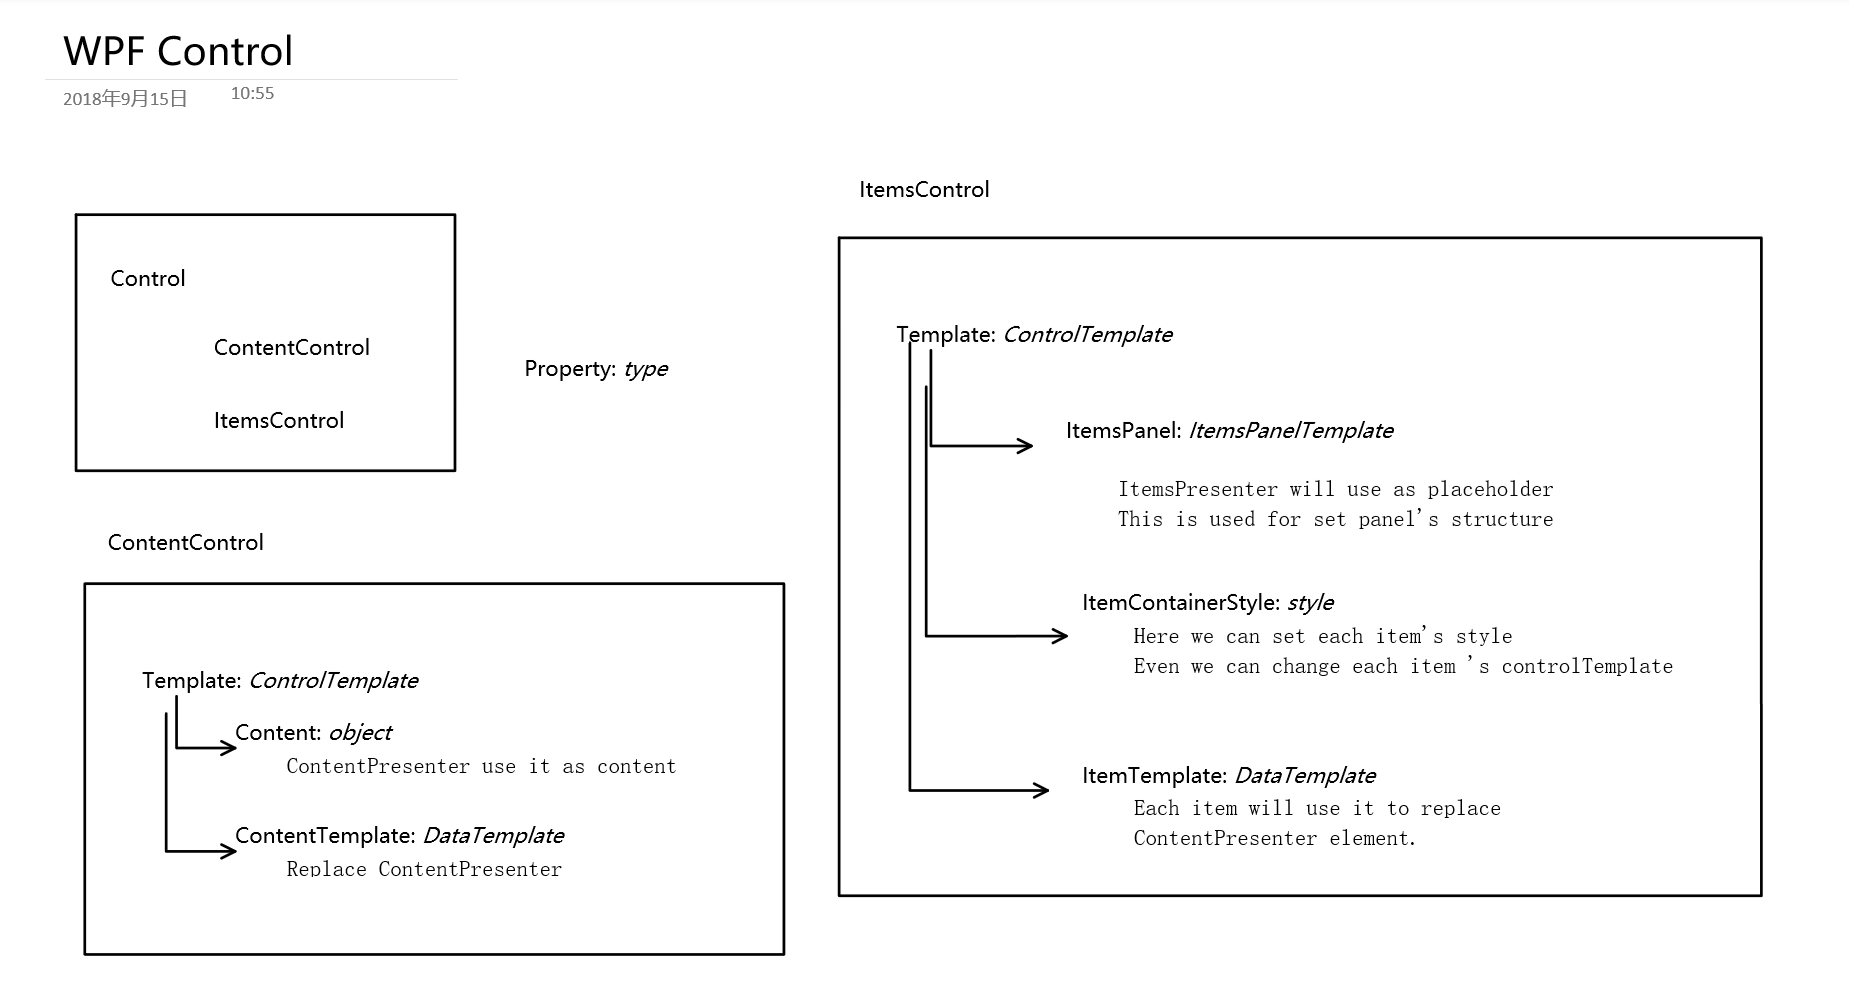 WPF Control
2018年9月15日 10:55
Control
ContentControl
ItemsControl
Property: type
ContentControl
Template: ControlTemplate
Content: object
ContentPresenter use it as content
ContentTemplate: DataTemplate
Replace ContentPresenter
ItemsControl
Template: ControlTemplate
ItemsPanel: ItemsPanelTemplate
ItemsPresenter will use as placeholder
This is used for set panel's structure
ItemContainerStyle: style
Here we can set each item's style
Even we can change each item 's controlTemplate
ItemTemplate: DataTemplate
Each item will use it to replace
ContentPresenter element.